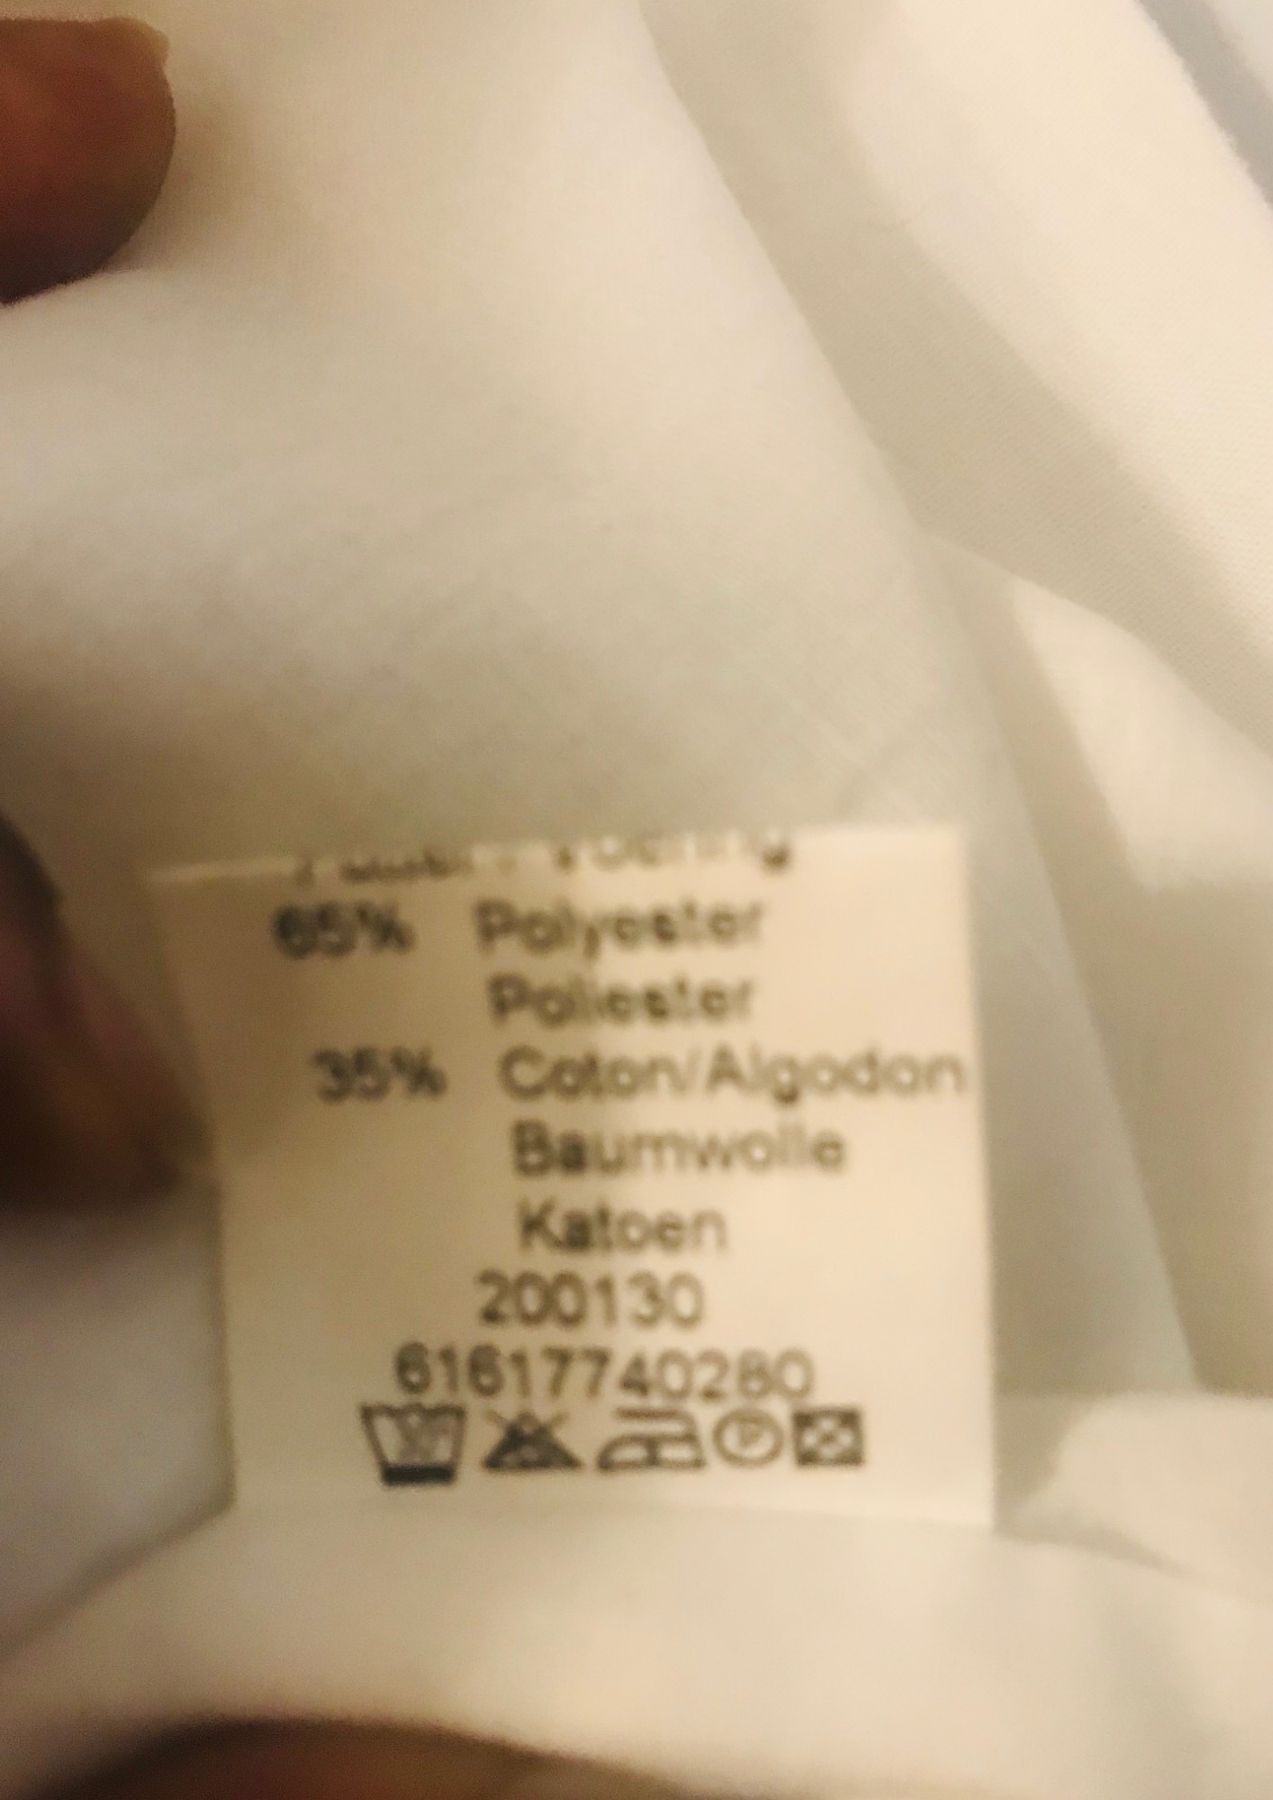 65% Polyester
Poliester
35% Coton/Algodon
Baumwolle
Katoen
200130
61617740280